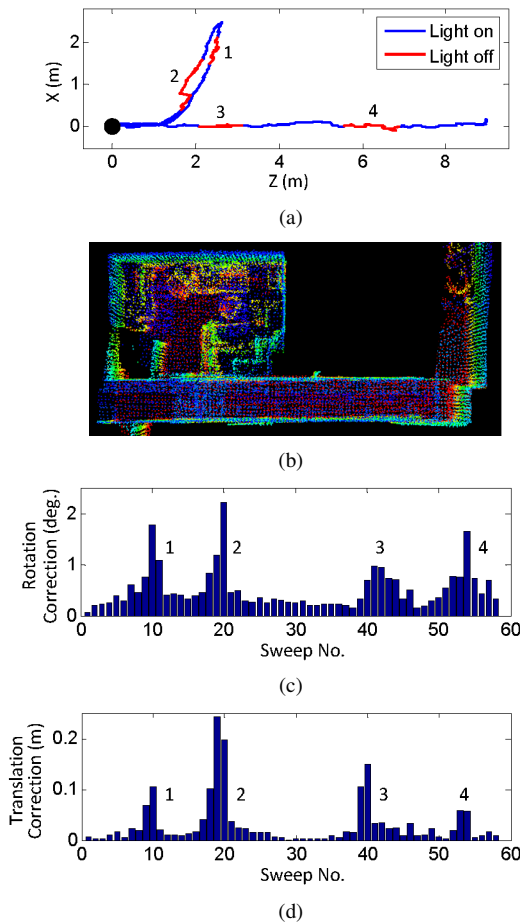 2
1
0
X (m)
1
2
3
4
Light on
Light off
0
2
4
6
8
Z (m)
(a)
(b)
2
1
0
Rotation
Correction (deg.)
1
2
3
4
0
10
20
30
40
50
60
Sweep No.
(c)
0.2
0.1
0
Translation
Correction (m)
1
2
3
4
0
10
20
30
40
50
60
Sweep No.
(d)